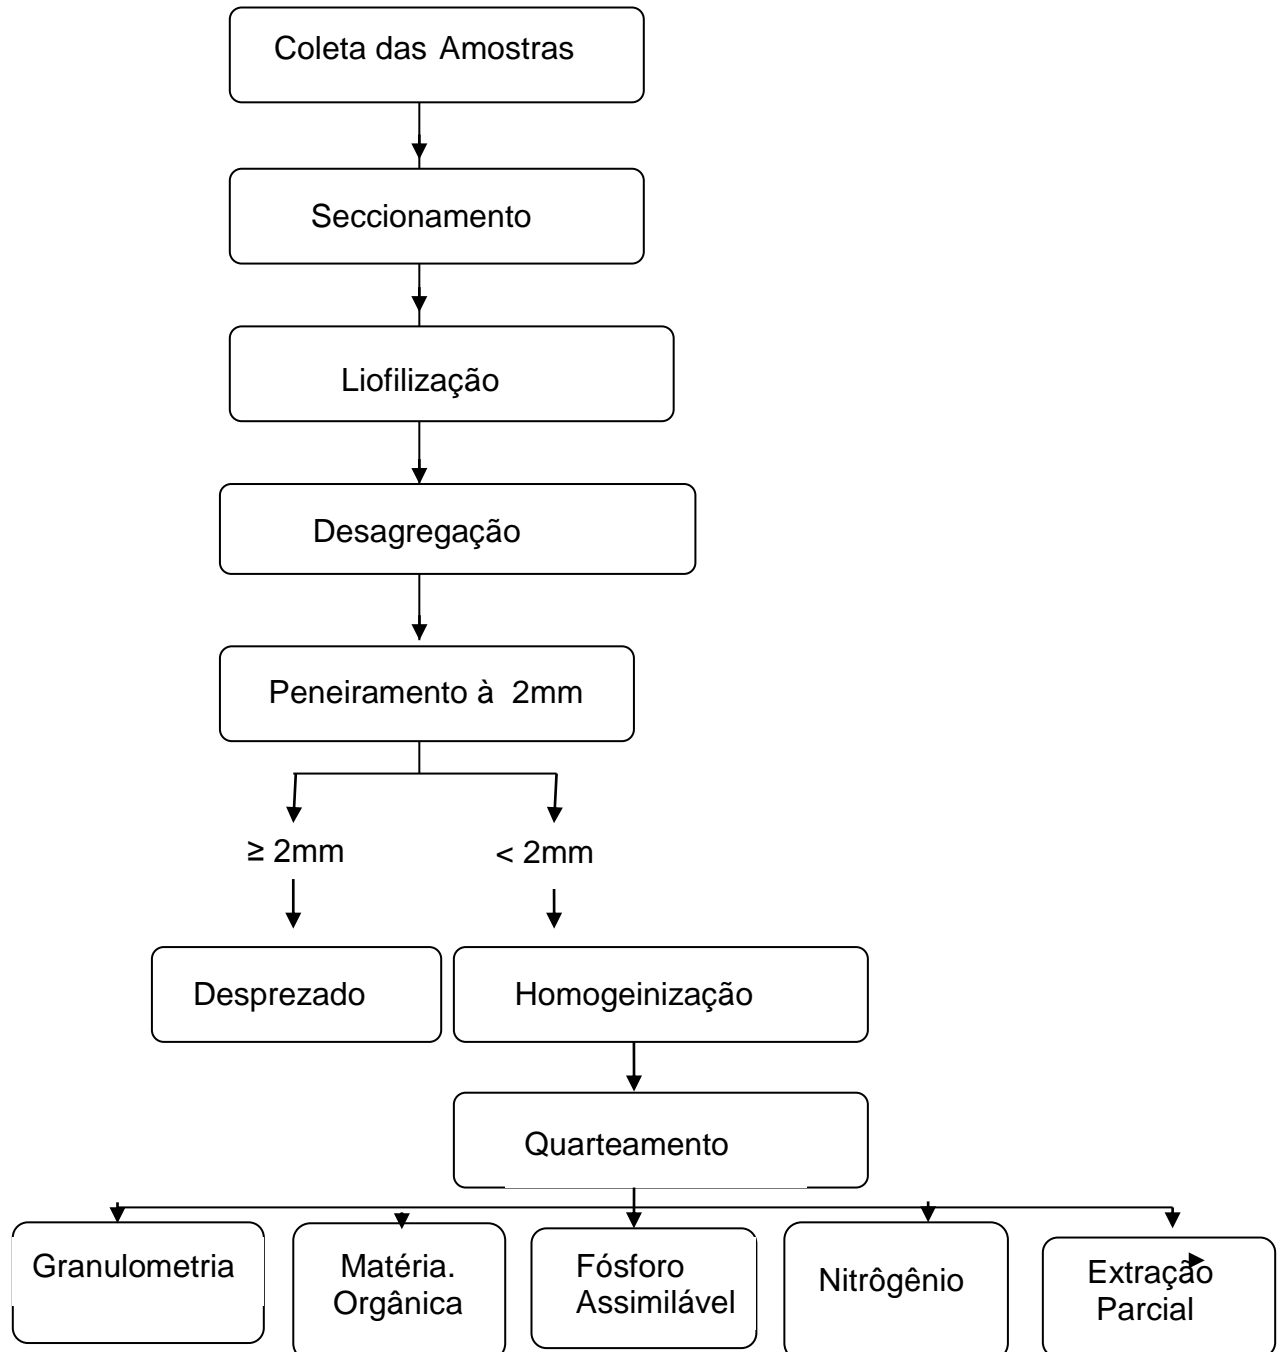 Coleta das Amostras
Seccionamento
Liofilização
Desagregação
Peneiramento à 2mm
≥ 2mm
< 2mm
Desprezado
Homogeinização
Quarteamento
Granulometria
Matéria.
Orgânica
Fósforo
Assimilável
Nitrôgênio
Extração
Parcial